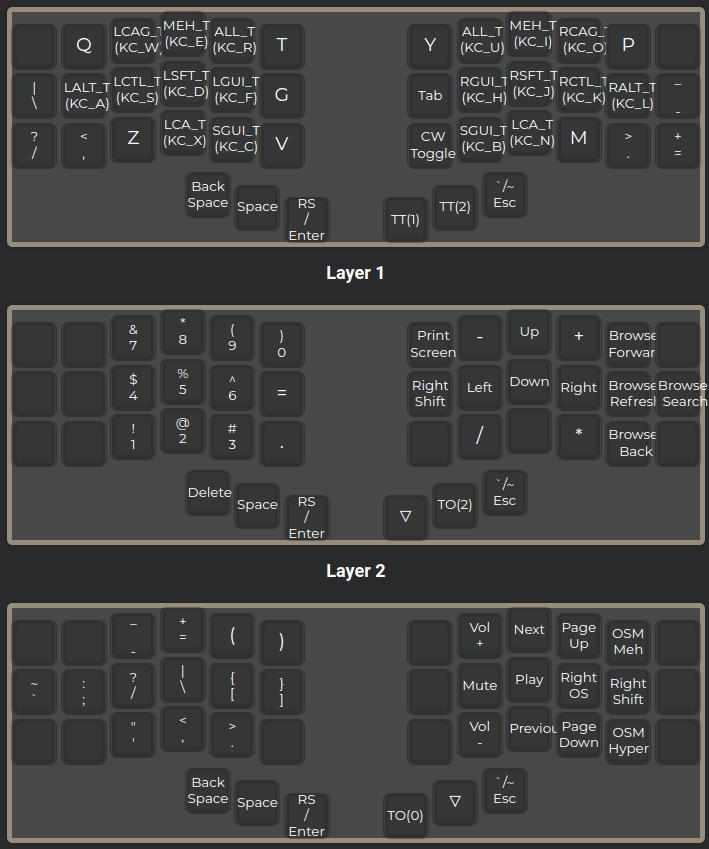 Q LCAG_T (KC_W) MEH_T (KC_E) ALL_T (KC_R) T Y ALL_T (KC_U) MEH_T (KC_I) RCAG_ (KC_O) P
| \ LALT_T (KC_A) LCTL_T (KC_S) LSFT_T (KC_D) LGUI_T (KC_F) G Tab RGUI_T (KC_H) RSFT_T (KC_J) RCTL_T (KC_K) RALT_T (KC_L) _ -
? / < , Z LCA_T (KC_X) SGUI_T (KC_C) V CW Toggle SGUI_T (KC_B) LCA_T (KC_N) M > . + =
Back Space Space RS / Enter TT(1) TT(2) `/~ Esc
Layer 1
& 7 * 8 ( 9 ) 0 Print Screen - Up + Browse Forwar
$ 4 % 5 ^ 6 = Right Shift Left Down Right Browse Refresl Browse Search
! 1 @ 2 # 3 . / * Browse Back
Delete Space RS / Enter ▽ TO(2) `/~ Esc
Layer 2
_ - + = ( ) Vol + Next Page Up OSM Meh
~ ` : ; ? / | \ { [ } ] Mute Play Right OS Right Shift
" ' < , > . Vol - Previou Page Down OSM Hyper
Back Space Space RS / Enter TO(0) ▽ `/~ Esc